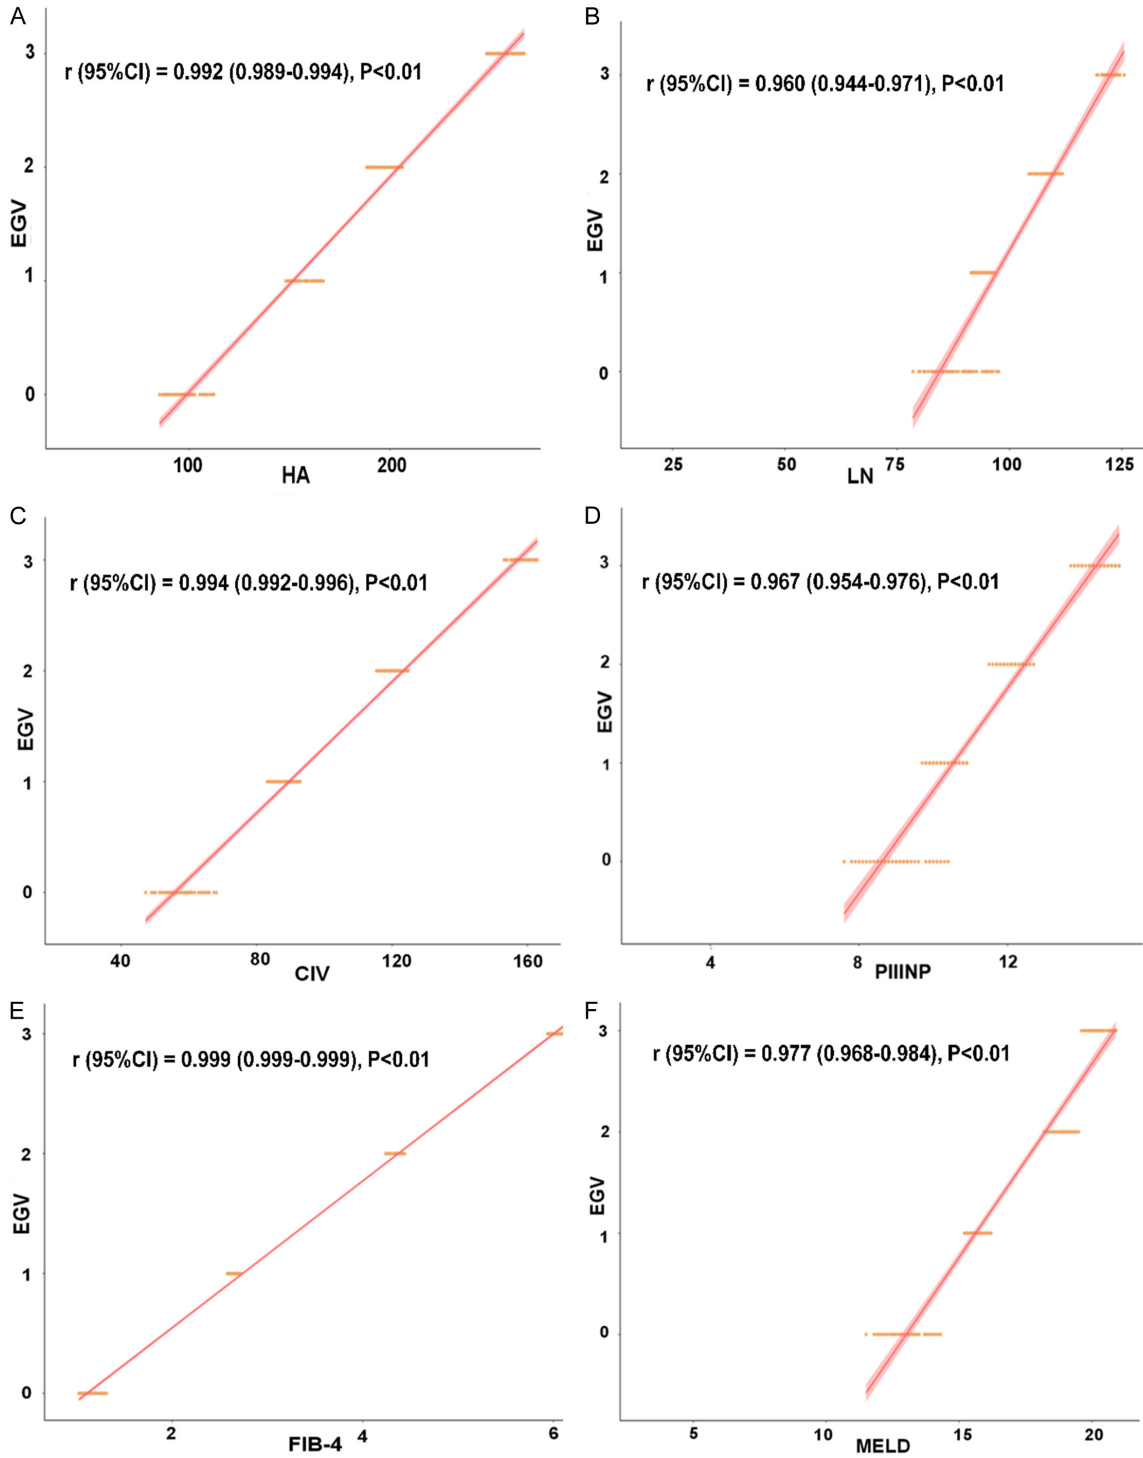 A
r (95%CI) = 0.992 (0.989-0.994), P<0.01
EGV
3
2
1
0
100 200
HA
B
r (95%CI) = 0.960 (0.944-0.971), P<0.01
EGV
3
2
1
0
25 50 75 100 125
LN
C
r (95%CI) = 0.994 (0.992-0.996), P<0.01
EGV
3
2
1
0
40 80 120 160
CIV
D
r (95%CI) = 0.967 (0.954-0.976), P<0.01
EGV
3
2
1
0
4 8 12
PIIINP
E
r (95%CI) = 0.999 (0.999-0.999), P<0.01
EGV
3
2
1
0
2 4 6
FIB-4
F
r (95%CI) = 0.977 (0.968-0.984), P<0.01
EGV
3
2
1
0
5 10 15 20
MELD